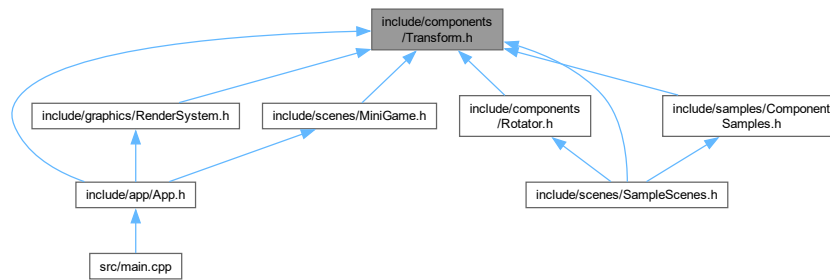 include/components
/Transform.h
include/graphics/RenderSystem.h
include/scenes/MiniGame.h
include/components
/Rotator.h
include/samples/Component
Samples.h
include/app/App.h
include/scenes/SampleScenes.h
src/main.cpp